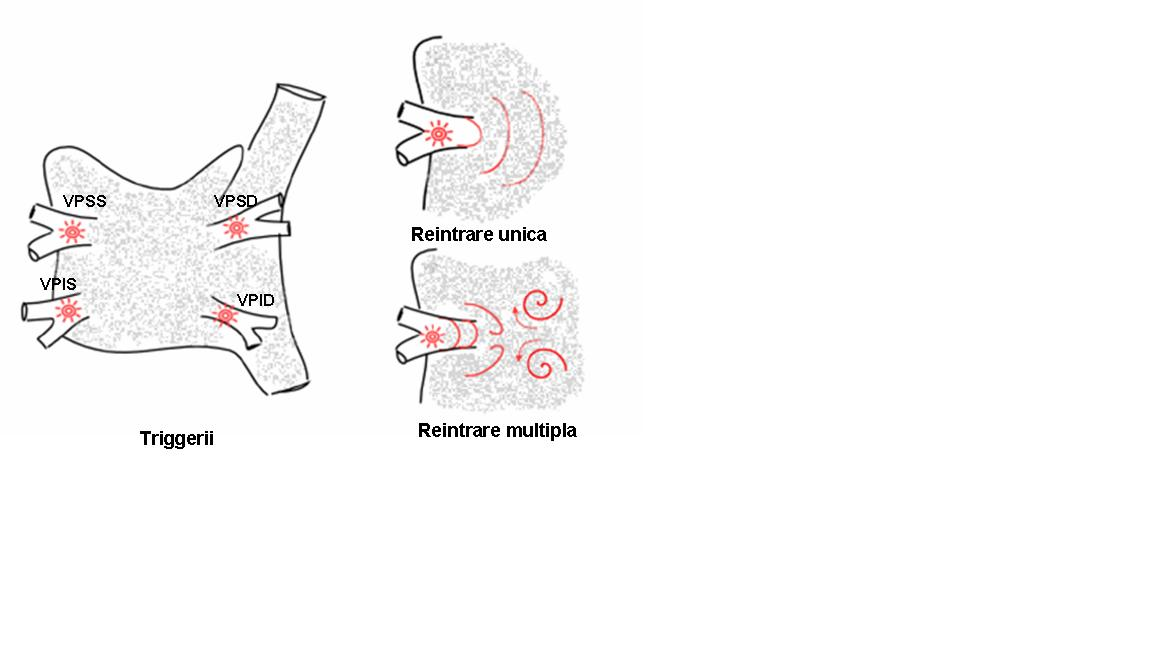 VPSS
VPSD
VPIS
VPID
Triggerii
Reintrare unica
Reintrare multipla